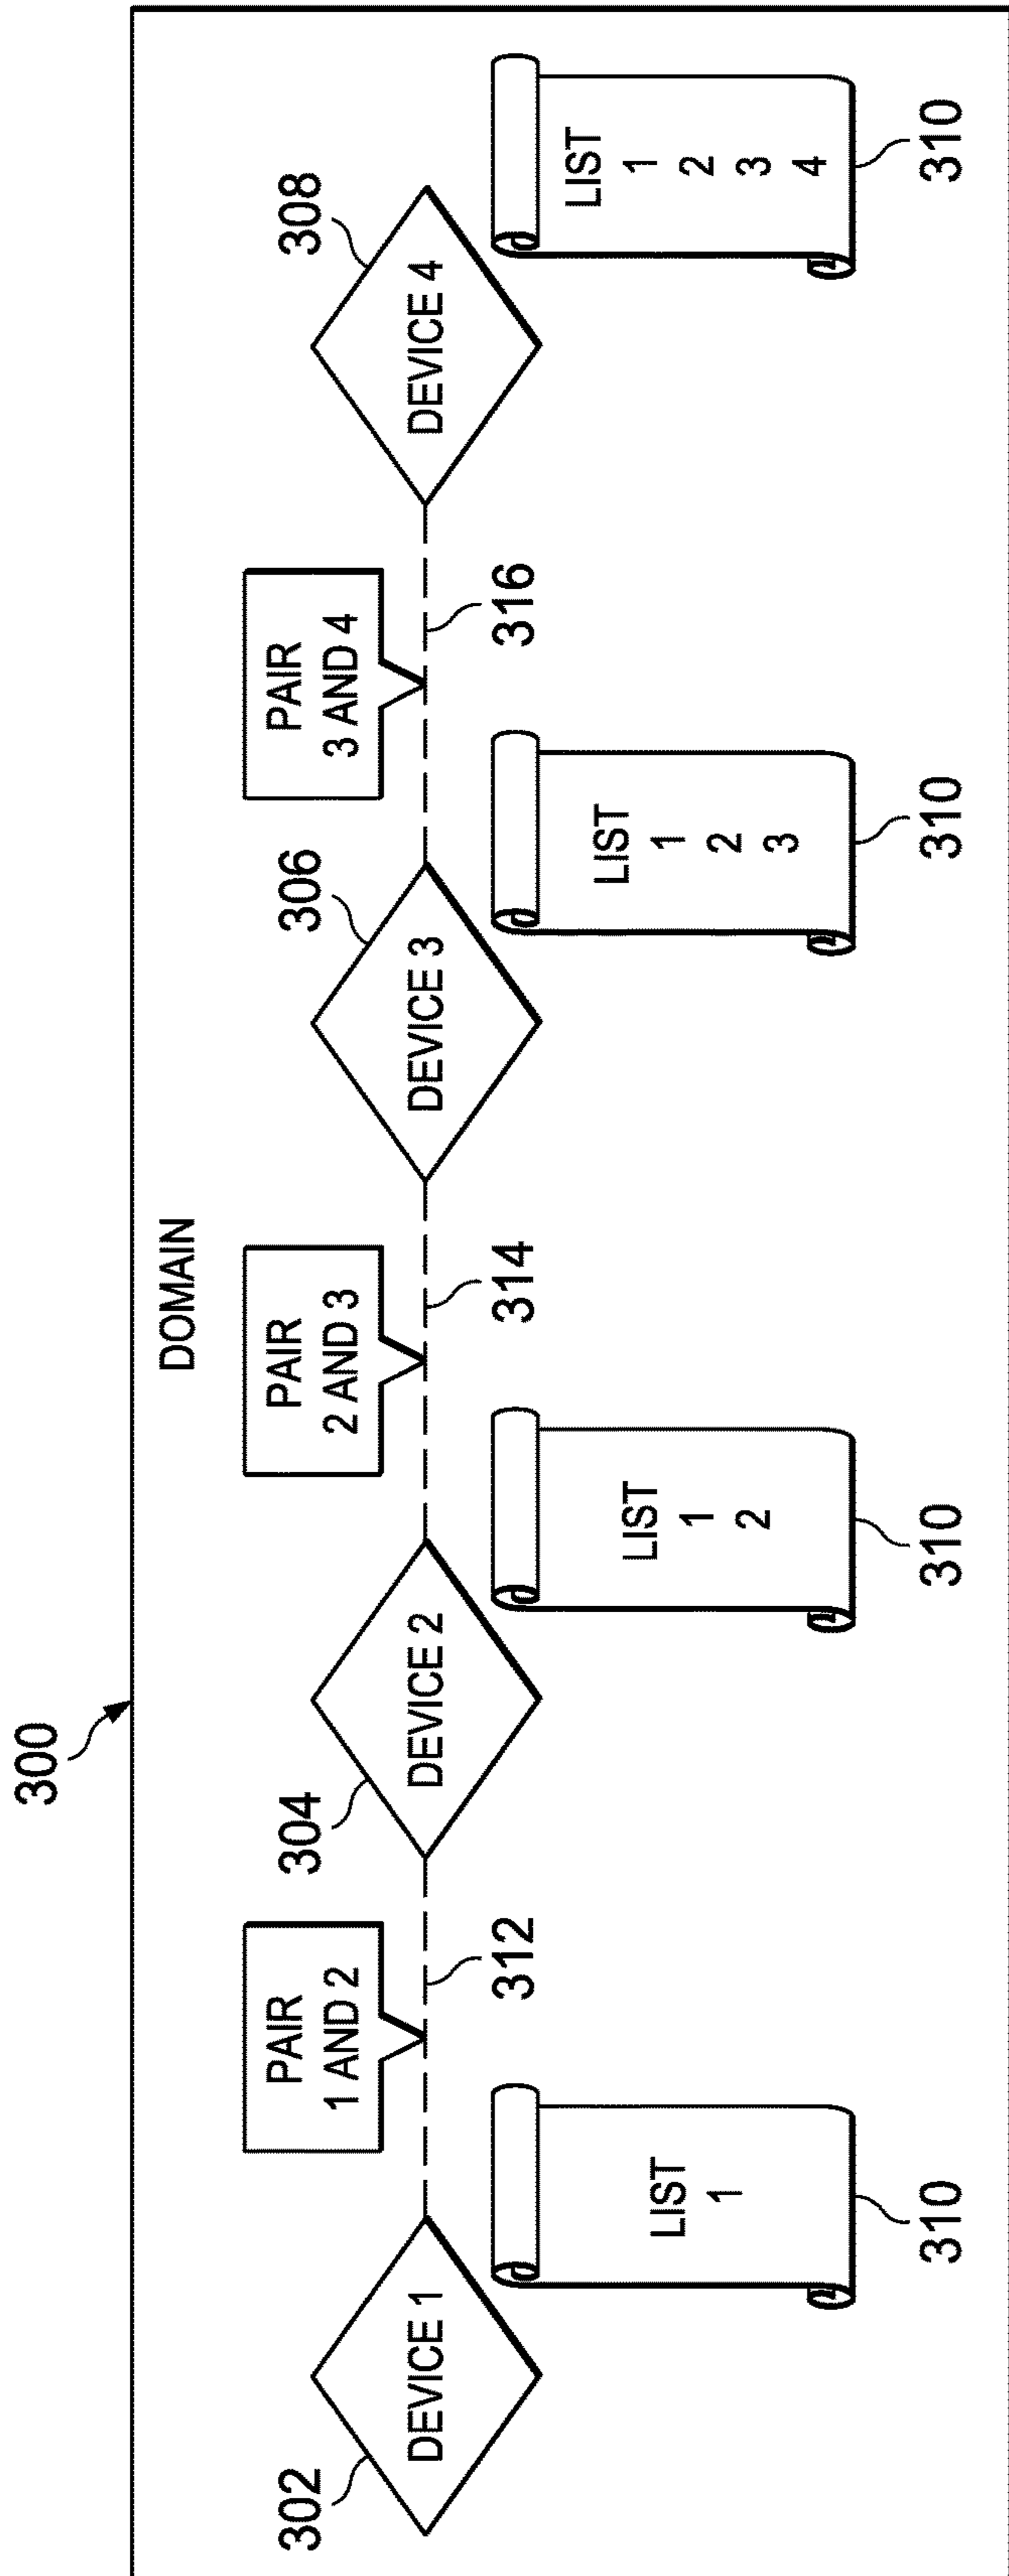 300
DOMAIN
PAIR
1 AND 2
PAIR
2 AND 3
PAIR
3 AND 4
302
304
306
308
DEVICE 1
DEVICE 2
DEVICE 3
DEVICE 4
312
314
316
LIST
1
LIST
1
2
LIST
1
2
3
LIST
1
2
3
4
310
310
310
310